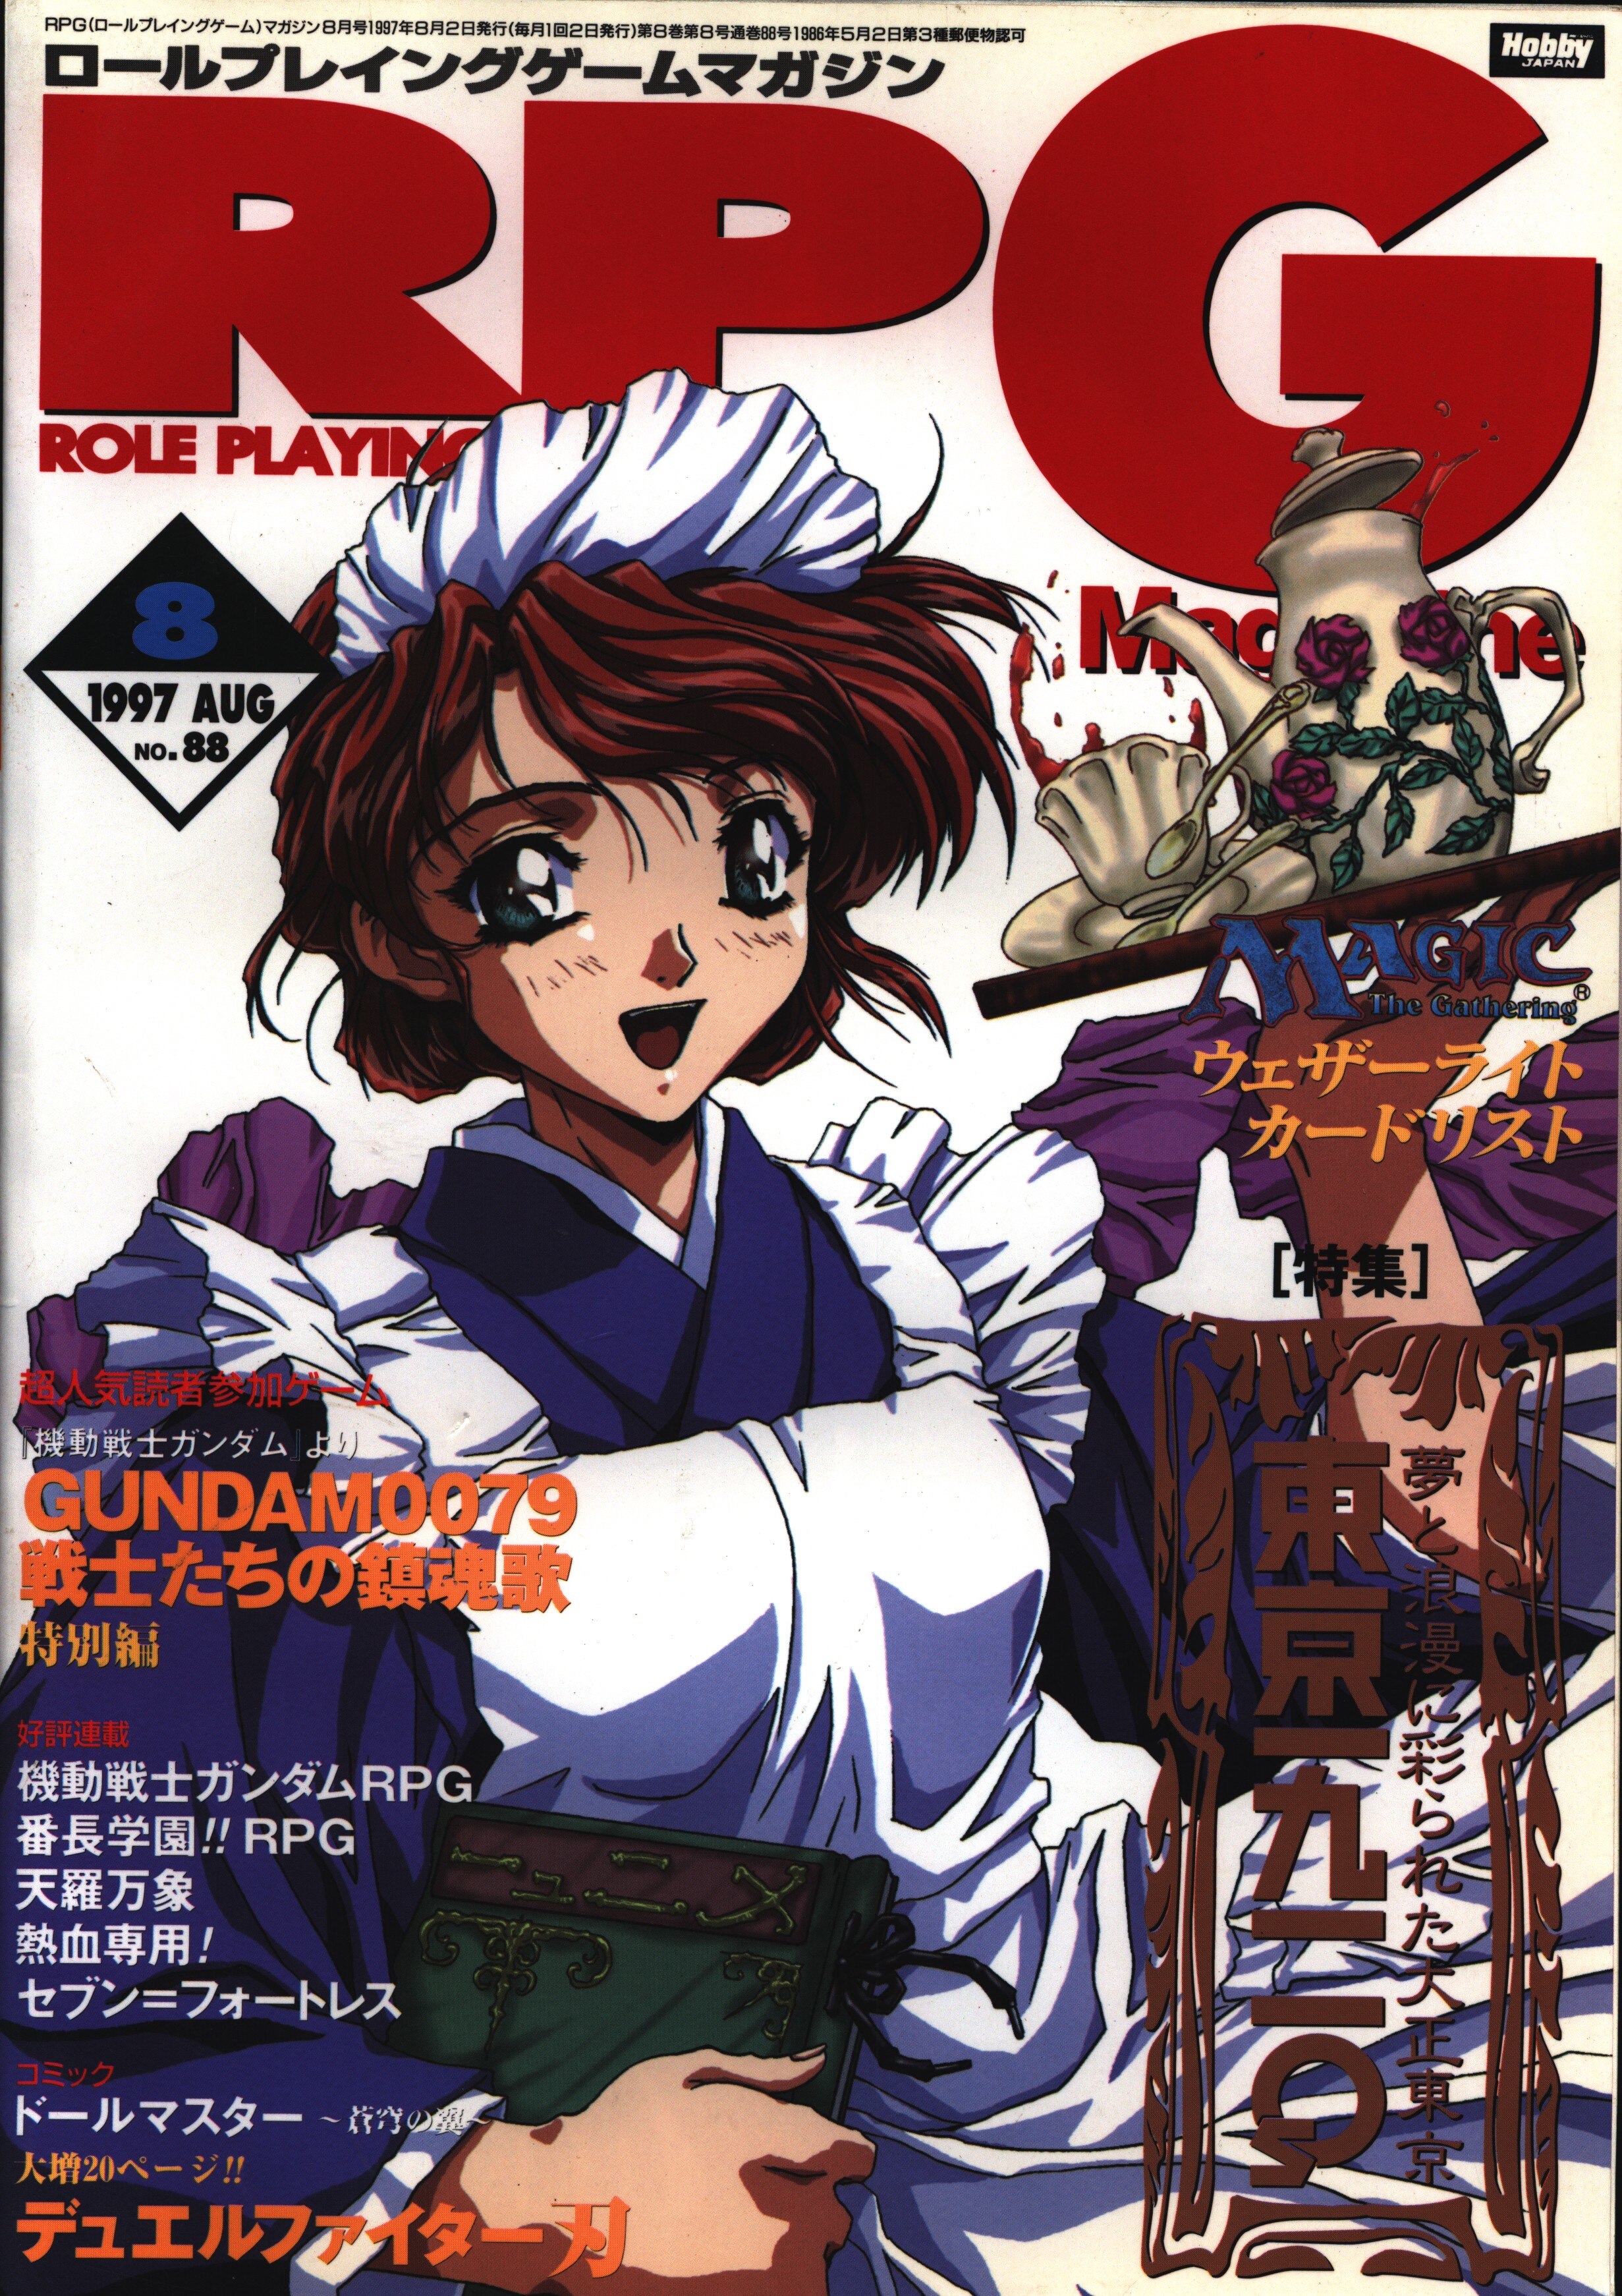 RPG(ロールプレイングゲーム)マガジン8月号1997年8月2日発行(毎月1回2日発行)第8巻第8号通巻88号1986年5月2日第3種郵便物認可
Hobby
JAPAN
ロールプレイングゲームマガジン
RPG
ROLE PLAYING
Magazine
8
1997 AUG
NO.88
MAGIC
The Gathering®
ウェザーライト
カードリスト
[特集]
夢と浪漫に彩られた大正東京
東京一九二〇's
超人気読者参加ゲーム
『機動戦士ガンダム』より
GUNDAM0079
戦士たちの鎮魂歌
特別編
好評連載
機動戦士ガンダムRPG
番長学園!! RPG
天羅万象
熱血専用!
セブン=フォートレス
ーュニメ
コミック
ドールマスター ～蒼穹の翼～
大増20ページ!!
デュエルファイター刃